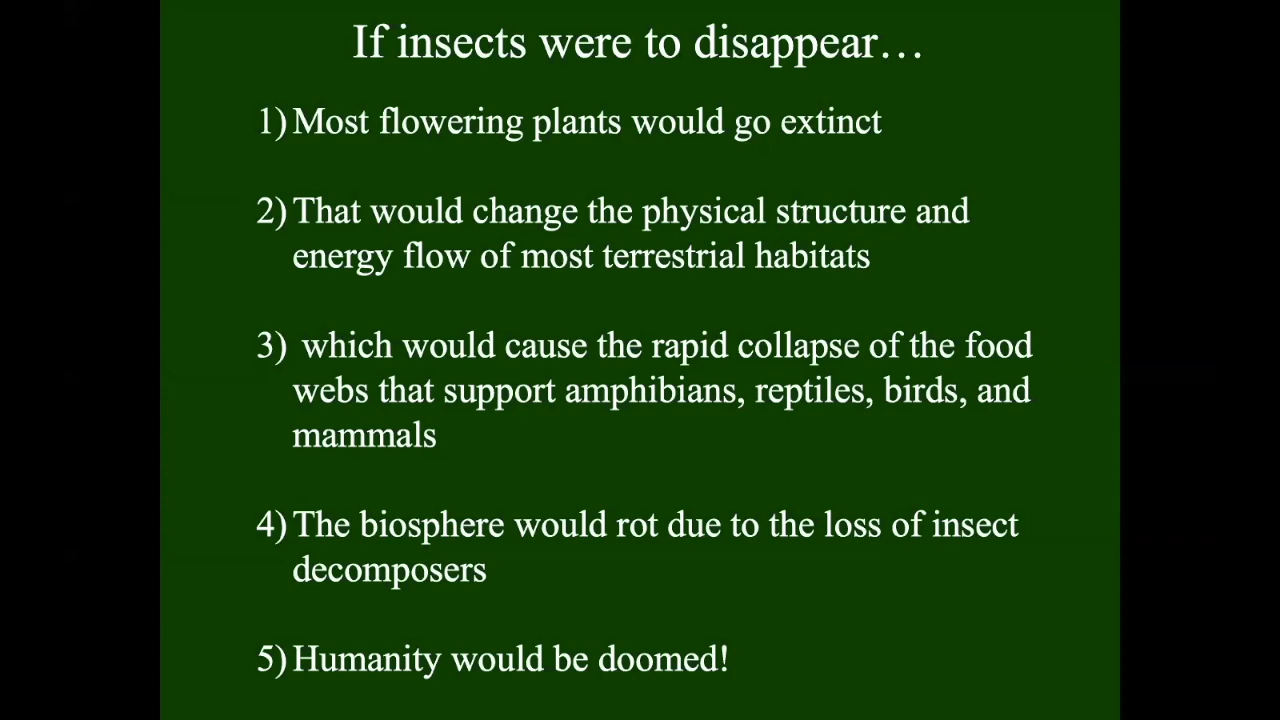 If insects were to disappear…
1) Most flowering plants would go extinct
2) That would change the physical structure and
energy flow of most terrestrial habitats
3) which would cause the rapid collapse of the food
webs that support amphibians, reptiles, birds, and
mammals
4) The biosphere would rot due to the loss of insect
decomposers
5) Humanity would be doomed!